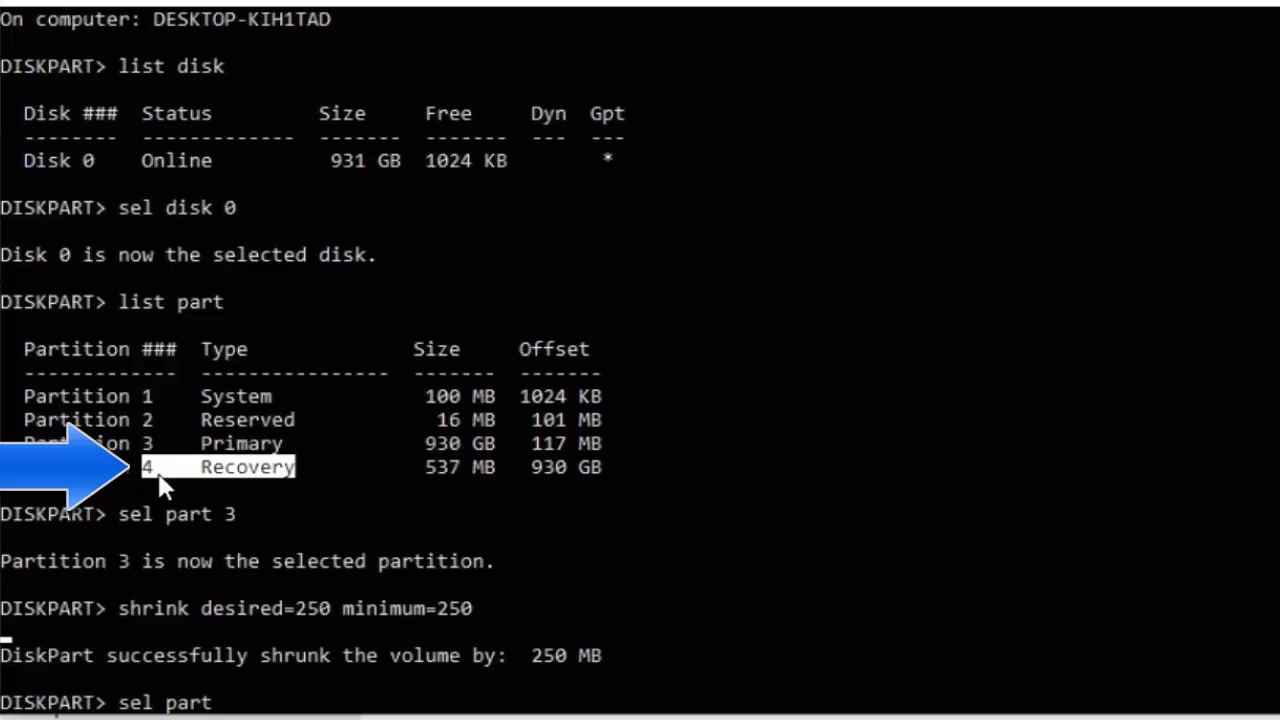 On computer: DESKTOP-KIH1TAD
DISKPART> list disk
Disk ### Status Size Free Dyn Gpt
-------- ------------- ------- ------- --- ---
Disk 0 Online 931 GB 1024 KB *
DISKPART> sel disk 0
Disk 0 is now the selected disk.
DISKPART> list part
Partition ### Type Size Offset
------------- ---------------- ------- -------
Partition 1 System 100 MB 1024 KB
Partition 2 Reserved 16 MB 101 MB
Partition 3 Primary 930 GB 117 MB
4 Recovery 537 MB 930 GB
DISKPART> sel part 3
Partition 3 is now the selected partition.
DISKPART> shrink desired=250 minimum=250
DiskPart successfully shrunk the volume by: 250 MB
DISKPART> sel part